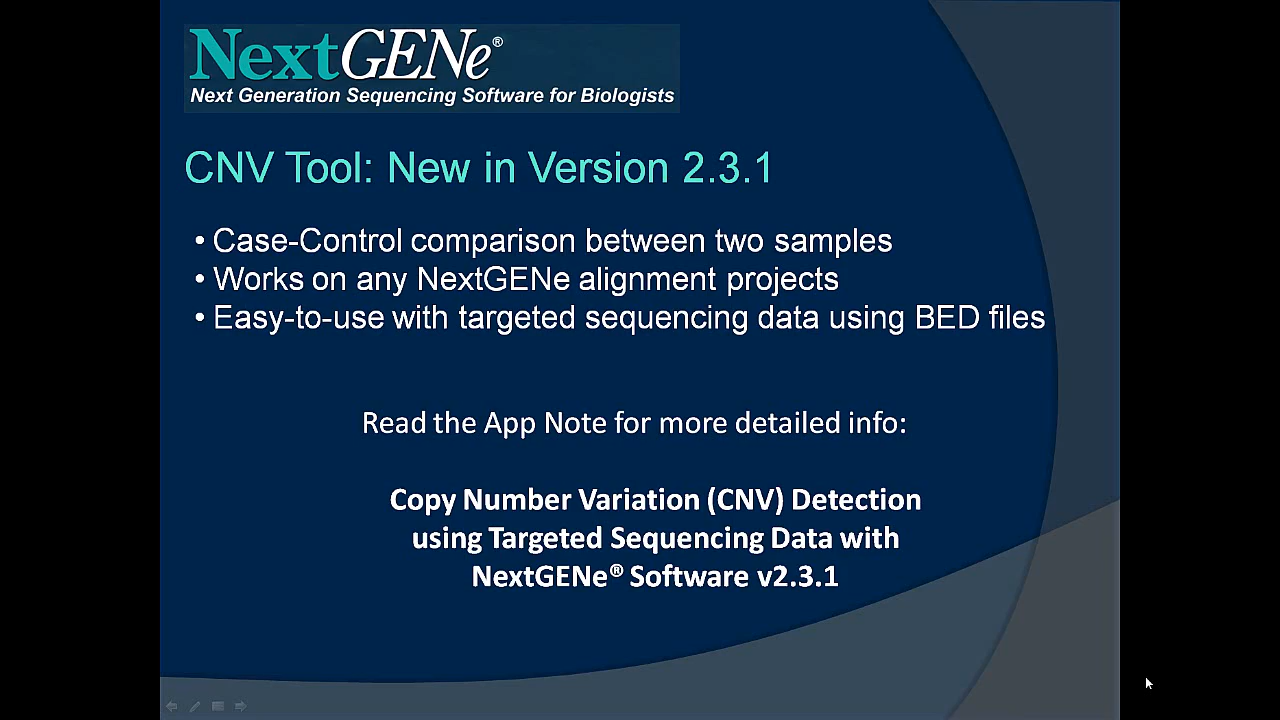 NextGENe®
Next Generation Sequencing Software for Biologists
CNV Tool: New in Version 2.3.1
• Case-Control comparison between two samples
• Works on any NextGENe alignment projects
• Easy-to-use with targeted sequencing data using BED files
Read the App Note for more detailed info:
Copy Number Variation (CNV) Detection
using Targeted Sequencing Data with
NextGENe® Software v2.3.1